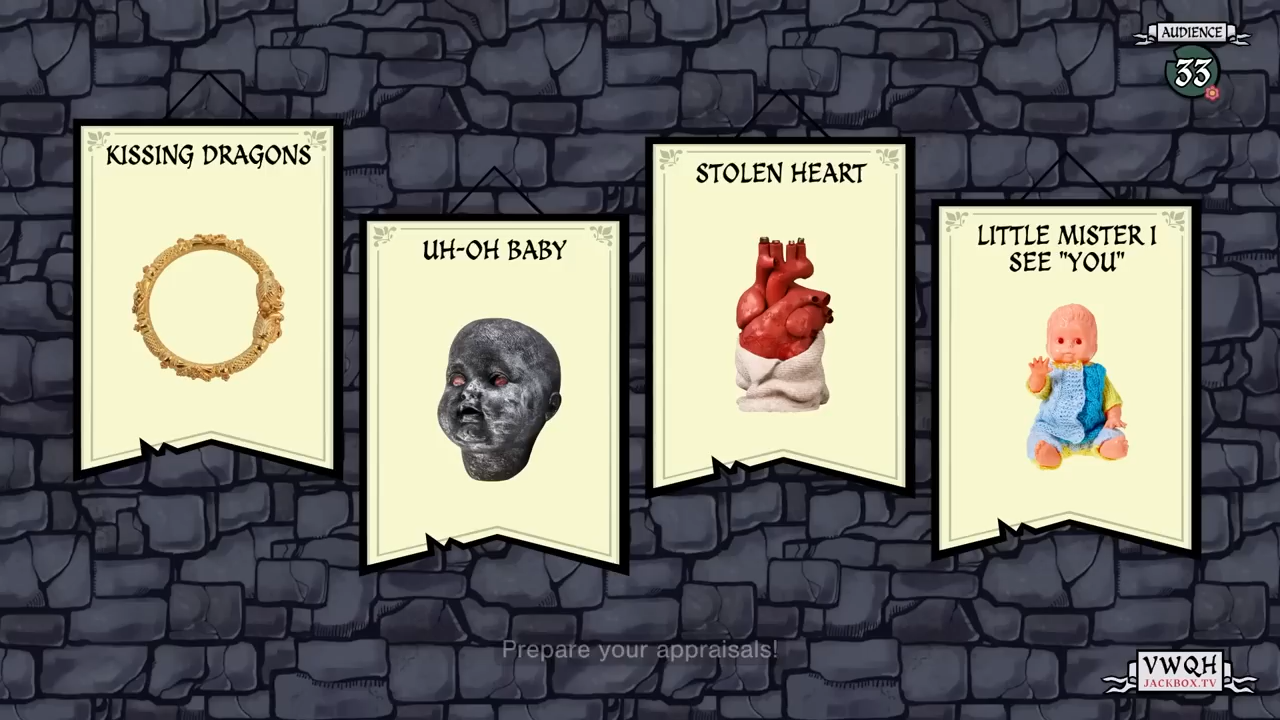 AUDIENCE
33
KISSING DRAGONS
UH-OH BABY
STOLEN HEART
LITTLE MISTER I
SEE "YOU"
Prepare your appraisals!
VWQH
JACKBOX.TV